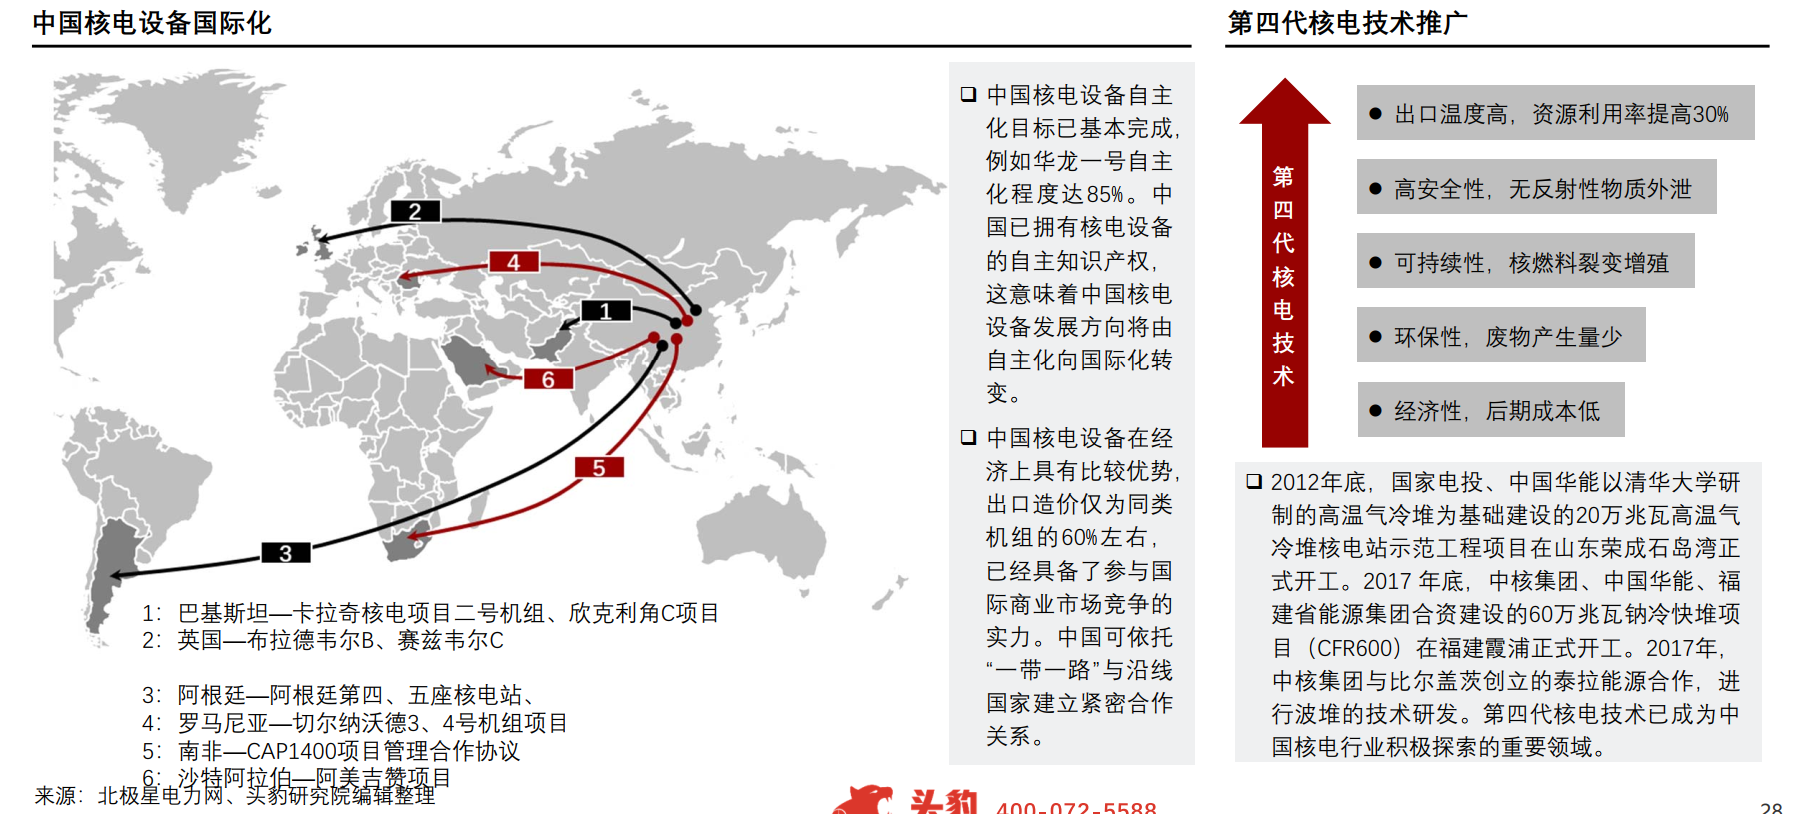 中国核电设备国际化
2
4
1
6
5
3
1：巴基斯坦—卡拉奇核电项目二号机组、欣克利角C项目
2：英国—布拉德韦尔B、赛兹韦尔C
3：阿根廷—阿根廷第四、五座核电站、
4：罗马尼亚—切尔纳沃德3、4号机组项目
5：南非—CAP1400项目管理合作协议
6：沙特阿拉伯—阿美吉赞项目
来源：北极星电力网、头豹研究院编辑整理
❑ 中国核电设备自主
化目标已基本完成，
例如华龙一号自主
化程度达85%。中
国已拥有核电设备
的自主知识产权，
这意味着中国核电
设备发展方向将由
自主化向国际化转
变。
❑ 中国核电设备在经
济上具有比较优势，
出口造价仅为同类
机组的60%左右，
已经具备了参与国
际商业市场竞争的
实力。中国可依托
“一带一路”与沿线
国家建立紧密合作
关系。
第四代核电技术推广
第四代核电技术
● 出口温度高，资源利用率提高30%
● 高安全性，无反射性物质外泄
● 可持续性，核燃料裂变增殖
● 环保性，废物产生量少
● 经济性，后期成本低
❑ 2012年底，国家电投、中国华能以清华大学研
制的高温气冷堆为基础建设的20万兆瓦高温气
冷堆核电站示范工程项目在山东荣成石岛湾正
式开工。2017 年底，中核集团、中国华能、福
建省能源集团合资建设的60万兆瓦钠冷快堆项
目（CFR600）在福建霞浦正式开工。2017年，
中核集团与比尔盖茨创立的泰拉能源合作，进
行波堆的技术研发。第四代核电技术已成为中
国核电行业积极探索的重要领域。
头豹
400-072-5588
28